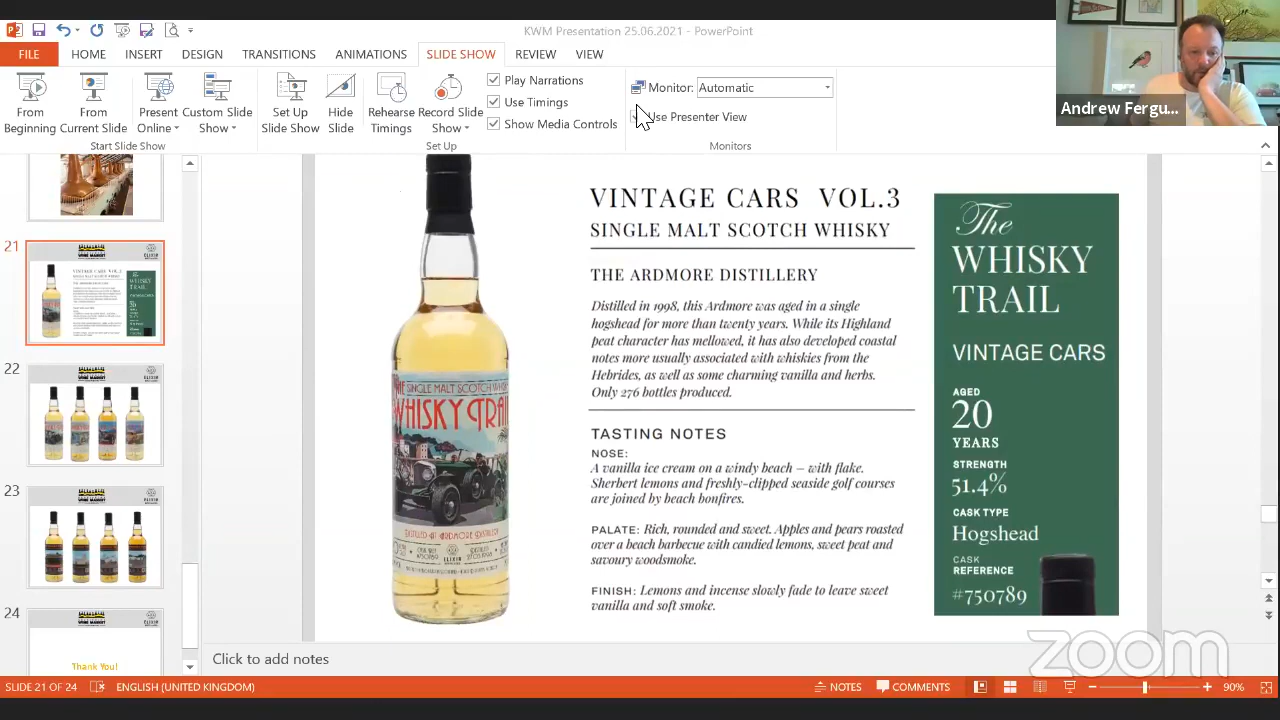 KWM Presentation 25.06.2021 - PowerPoint
FILE HOME INSERT DESIGN TRANSITIONS ANIMATIONS SLIDE SHOW REVIEW VIEW
From Beginning
From Current Slide
Present Online
Custom Slide Show
Start Slide Show
Set Up Slide Show
Hide Slide
Rehearse Timings
Record Slide Show
Play Narrations
Use Timings
Show Media Controls
Set Up
Monitor: Automatic
Use Presenter View
Monitors
Andrew Fergu...
21
22
23
24
Thank You!
SINGLE MALT SCOTCH WHISKY
WHISKY TRAIL
DISTILLED AT ARDMORE DISTILLERY
VINTAGE CARS VOL.3
SINGLE MALT SCOTCH WHISKY
THE ARDMORE DISTILLERY
Distilled in 1998, this Ardmore was aged in a single
hogshead for more than twenty years. While its Highland
peat character has mellowed, it has also developed coastal
notes more usually associated with whiskies from the
Hebrides, as well as some charming vanilla and herbs.
Only 276 bottles produced.
TASTING NOTES
NOSE:
A vanilla ice cream on a windy beach – with flake.
Sherbert lemons and freshly-clipped seaside golf courses
are joined by beach bonfires.
PALATE: Rich, rounded and sweet. Apples and pears roasted
over a beach barbecue with candied lemons, sweet peat and
savoury woodsmoke.
FINISH: Lemons and incense slowly fade to leave sweet
vanilla and soft smoke.
The
WHISKY
TRAIL
VINTAGE CARS
AGED
20
YEARS
STRENGTH
51.4%
CASK TYPE
Hogshead
CASK
REFERENCE
#750789
zoom
Click to add notes
SLIDE 21 OF 24 ENGLISH (UNITED KINGDOM) NOTES COMMENTS 90%